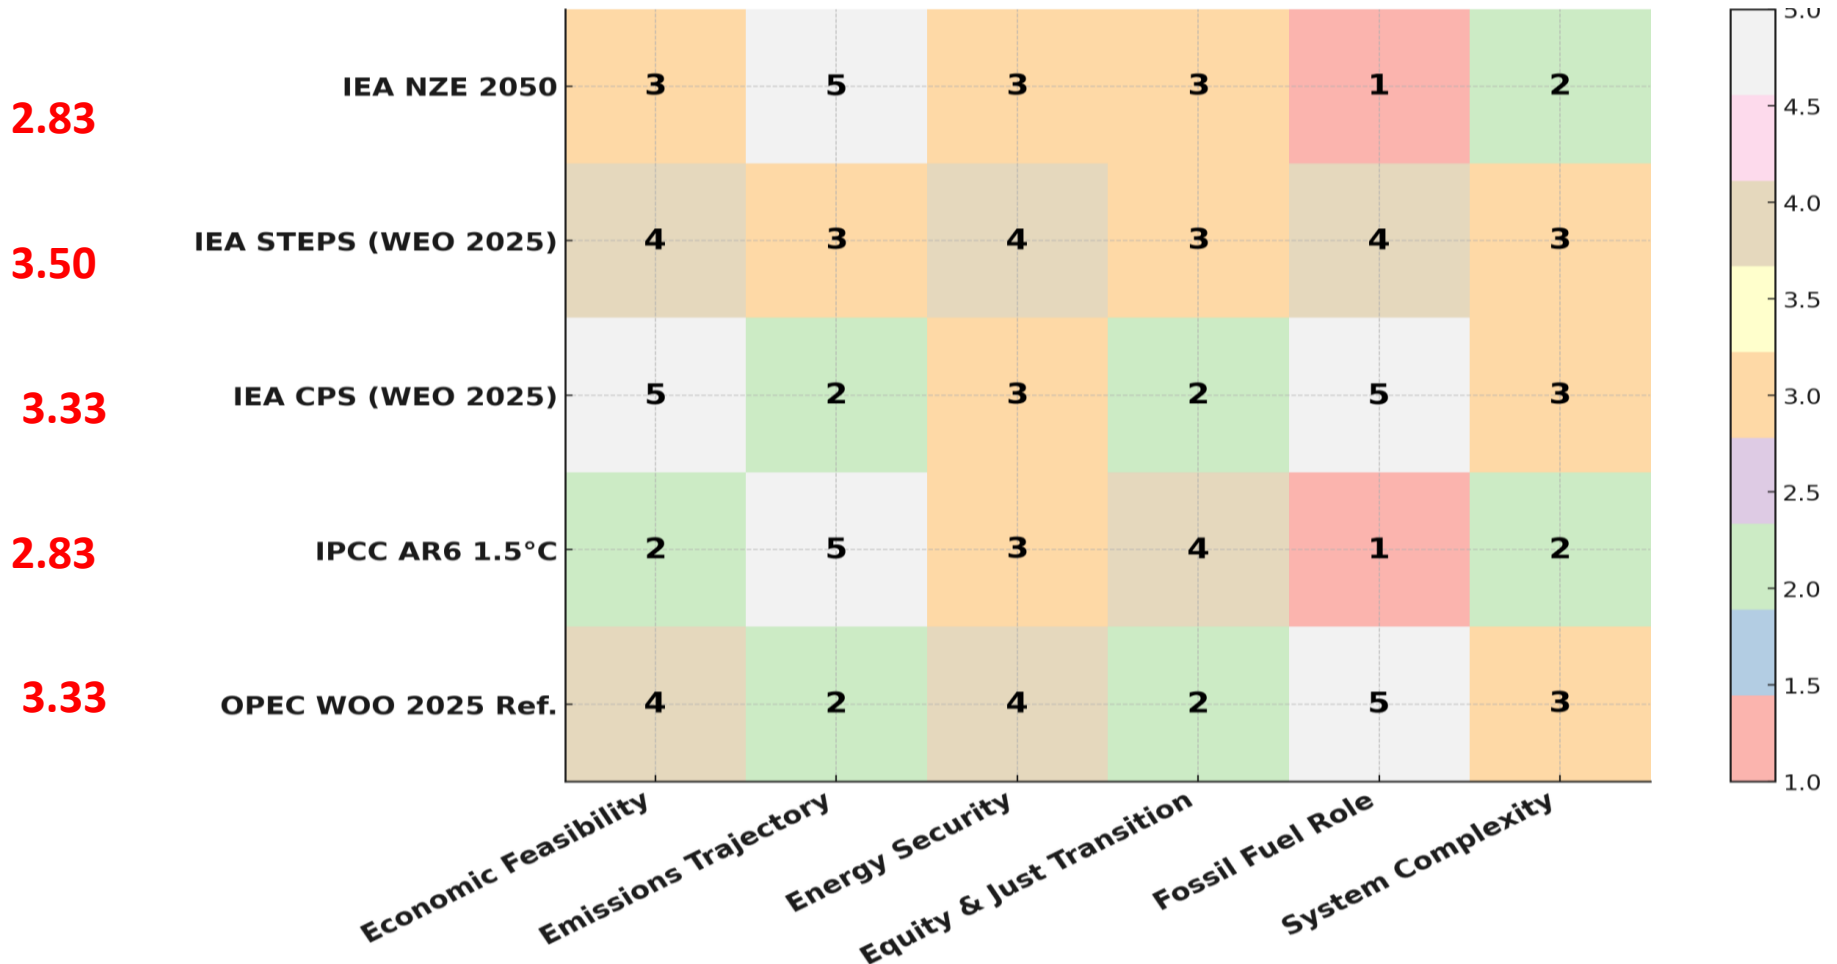 IEA NZE 2050 3 5 3 3 1 2
2.83
IEA STEPS (WEO 2025) 4 3 4 3 4 3
3.50
IEA CPS (WEO 2025) 5 2 3 2 5 3
3.33
IPCC AR6 1.5°C 2 5 3 4 1 2
2.83
OPEC WOO 2025 Ref. 4 2 4 2 5 3
3.33
Economic Feasibility
Emissions Trajectory
Energy Security
Equity & Just Transition
Fossil Fuel Role
System Complexity
5.0
4.5
4.0
3.5
3.0
2.5
2.0
1.5
1.0